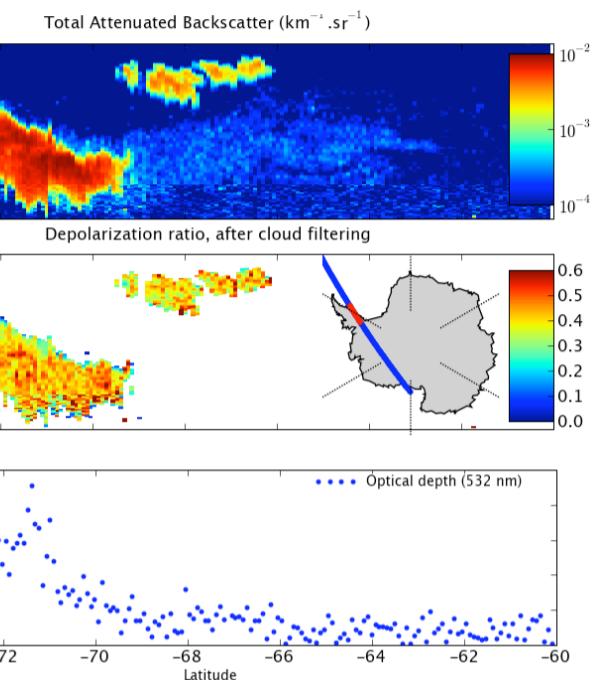 Total Attenuated Backscatter (km⁻¹ .sr⁻¹)
10⁻²
10⁻³
10⁻⁴
Depolarization ratio, after cloud filtering
0.6
0.5
0.4
0.3
0.2
0.1
0.0
Optical depth (532 nm)
72 −70 −68 −66 −64 −62 −60
Latitude